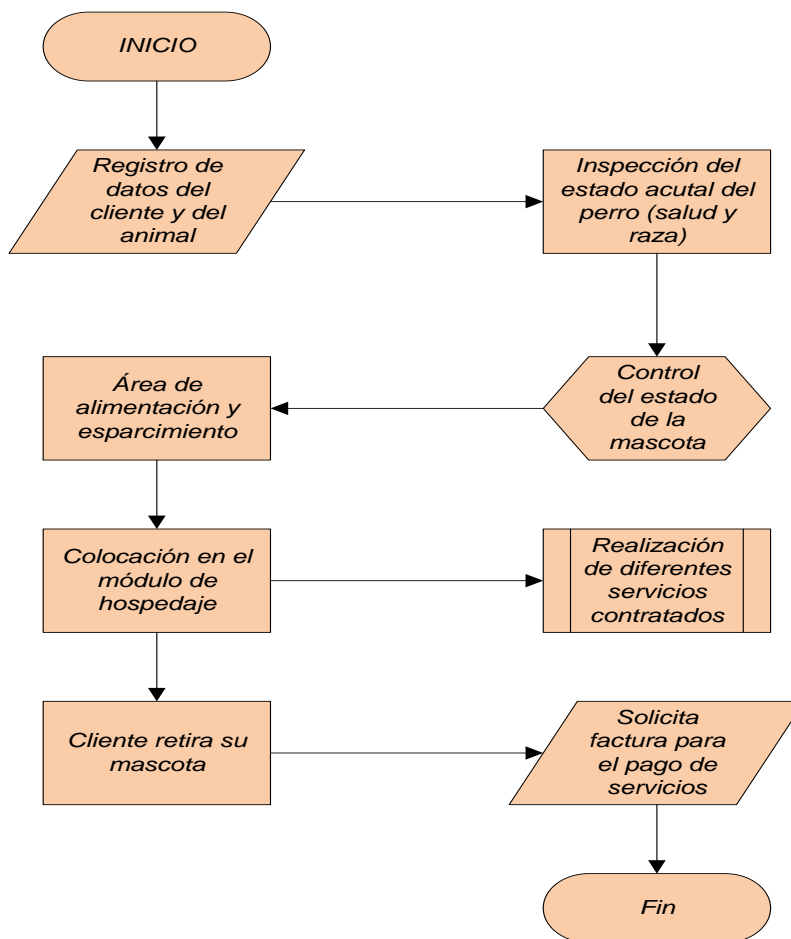 INICIO
Registro de
datos del
cliente y del
animal
Inspección del
estado acutal del
perro (salud y
raza)
Control
del estado
de la
mascota
Área de
alimentación y
esparcimiento
Colocación en el
módulo de
hospedaje
Realización
de diferentes
servicios
contratados
Cliente retira su
mascota
Solicita
factura para
el pago de
servicios
Fin